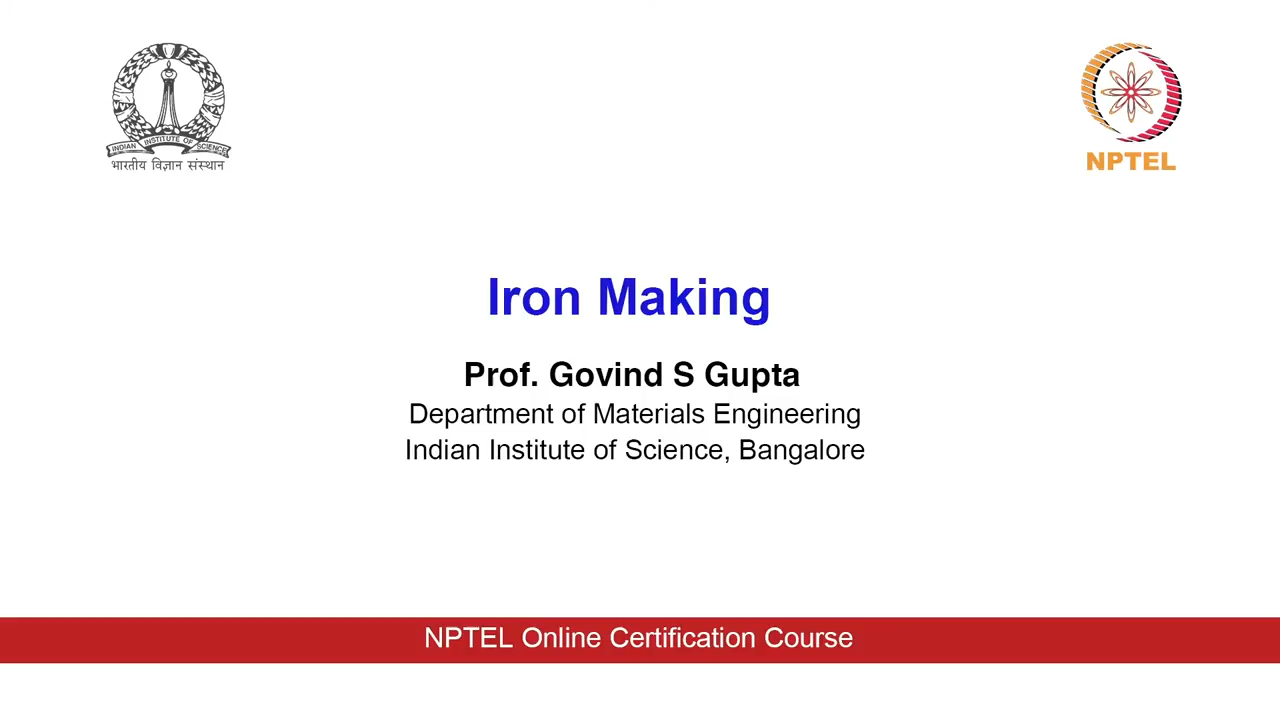 INDIAN INSTITUTE OF SCIENCE
भारतीय विज्ञान संस्थान
NPTEL
Iron Making
Prof. Govind S Gupta
Department of Materials Engineering
Indian Institute of Science, Bangalore
NPTEL Online Certification Course